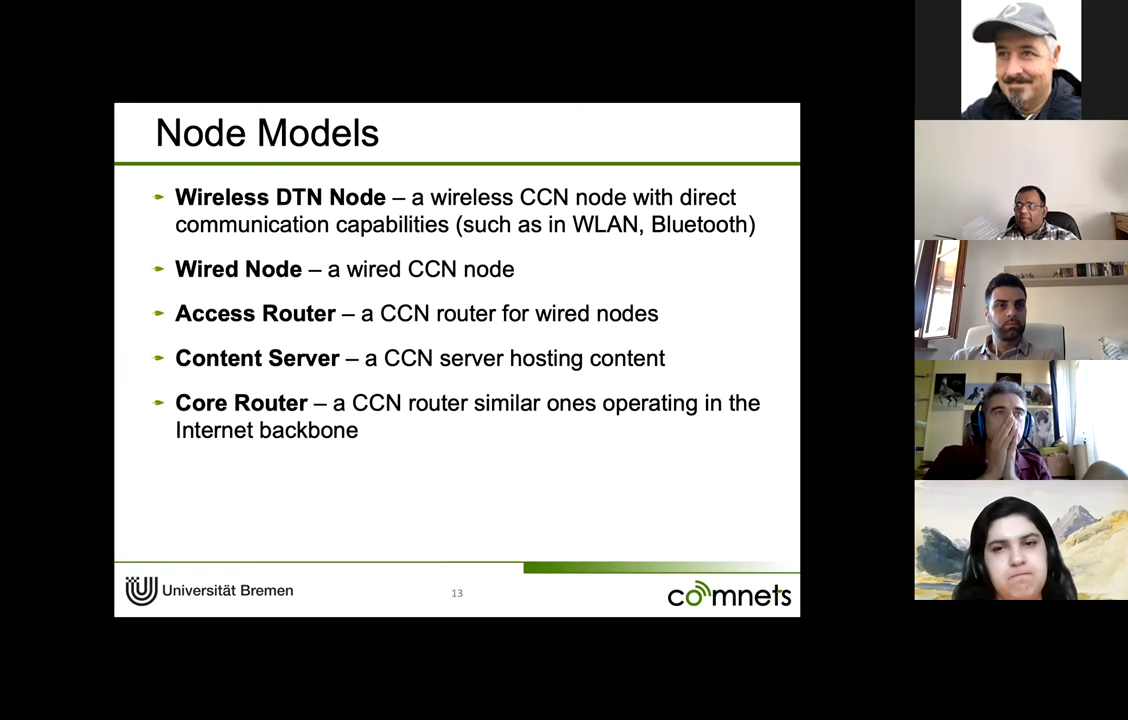 Node Models
Wireless DTN Node – a wireless CCN node with direct
communication capabilities (such as in WLAN, Bluetooth)
Wired Node – a wired CCN node
Access Router – a CCN router for wired nodes
Content Server – a CCN server hosting content
Core Router – a CCN router similar ones operating in the
Internet backbone
Universität Bremen
13
comnets